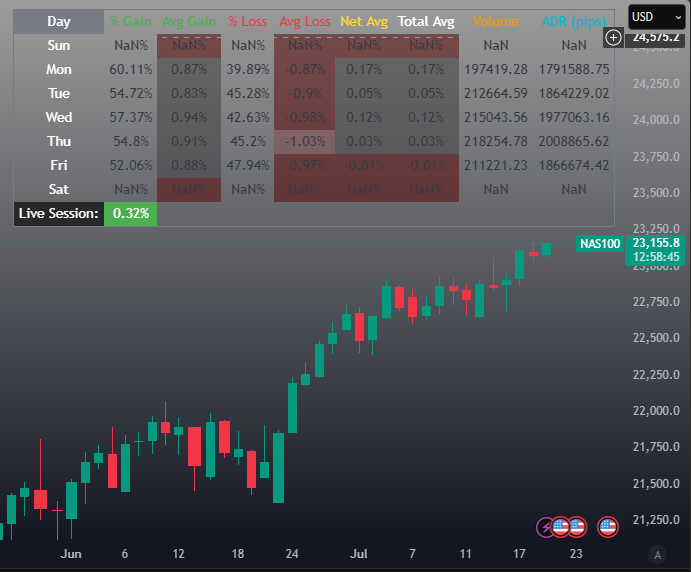 Day % Gain Avg Gain % Loss Avg Loss Net Avg Total Avg Volume ADR (pips)
USD
24,575.2
Sun NaN% NaN% NaN% NaN% NaN% NaN% NaN NaN
Mon 60.11% 0.87% 39.89% -0.87% 0.17% 0.17% 197419.28 1791588.75
24,250.0
Tue 54.72% 0.83% 45.28% -0.9% 0.05% 0.05% 212664.59 1864229.02
Wed 57.37% 0.94% 42.63% -0.98% 0.12% 0.12% 215043.56 1977063.16
24,000.0
Thu 54.8% 0.91% 45.2% -1.03% 0.03% 0.03% 218254.78 2008865.62
23,750.0
Fri 52.06% 0.88% 47.94% -0.97% -0.01% -0.01% 211221.23 1866674.42
Sat NaN% NaN% NaN% NaN% NaN% NaN% NaN NaN
23,500.0
Live Session: 0.32%
23,250.0
NAS100 23,155.8
12:58:45
23,000.0
22,750.0
22,500.0
22,250.0
22,000.0
21,750.0
21,500.0
21,250.0
Jun 6 12 18 24 Jul 7 11 17 23 A